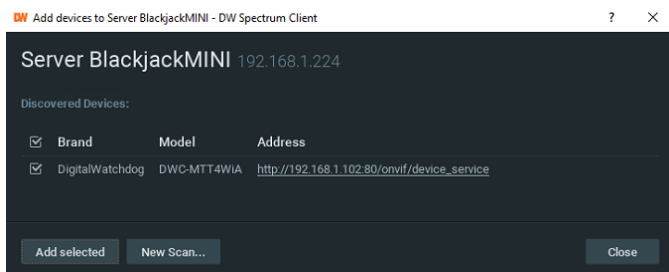 DW Add devices to Server BlackjackMINI - DW Spectrum Client ? ×
Server BlackjackMINI 192.168.1.224
Discovered Devices:
Brand Model Address
DigitalWatchdog DWC-MTT4WiA http://192.168.1.102:80/onvif/device_service
Add selected New Scan... Close